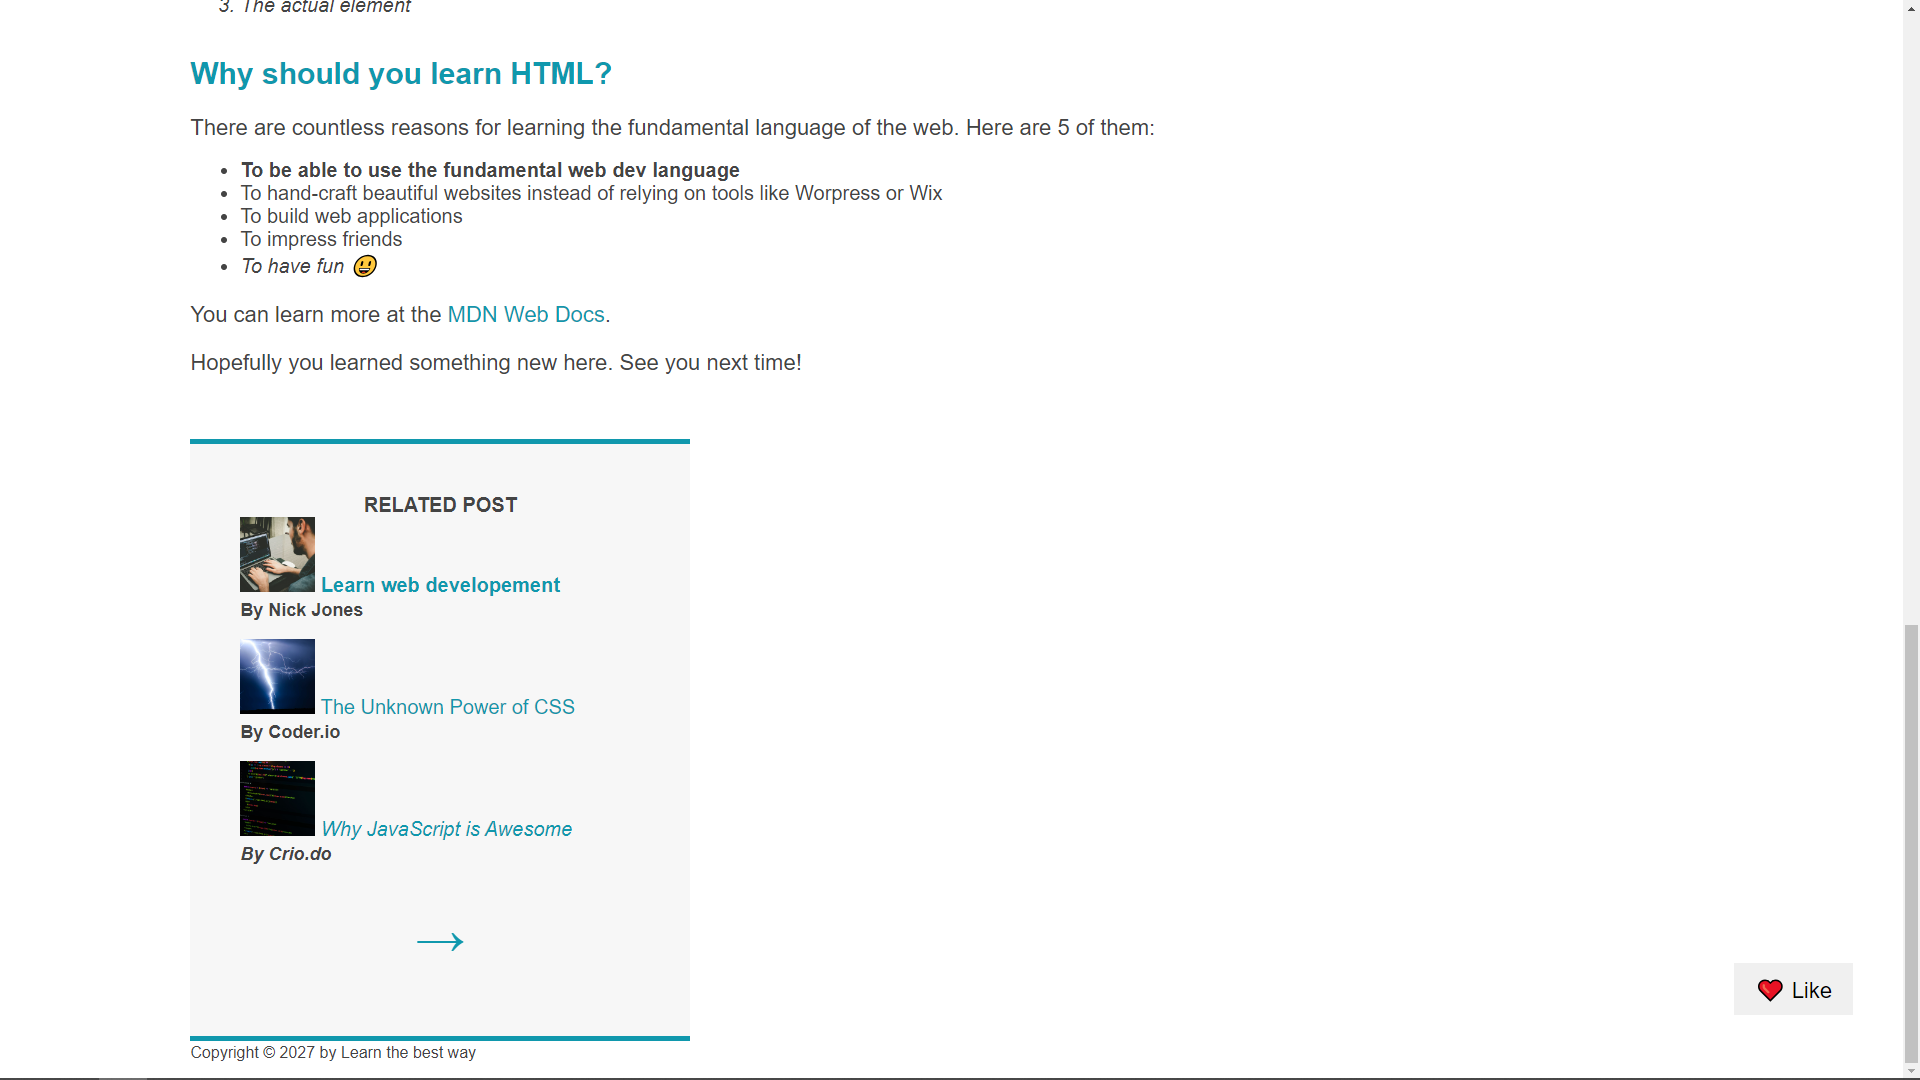 3. The actual element
Why should you learn HTML?
There are countless reasons for learning the fundamental language of the web. Here are 5 of them:
• To be able to use the fundamental web dev language
• To hand-craft beautiful websites instead of relying on tools like Worpress or Wix
• To build web applications
• To impress friends
• To have fun 😃
You can learn more at the MDN Web Docs.
Hopefully you learned something new here. See you next time!
RELATED POST
Learn web developement
By Nick Jones
The Unknown Power of CSS
By Coder.io
Why JavaScript is Awesome
By Crio.do
→
❤️ Like
Copyright © 2027 by Learn the best way